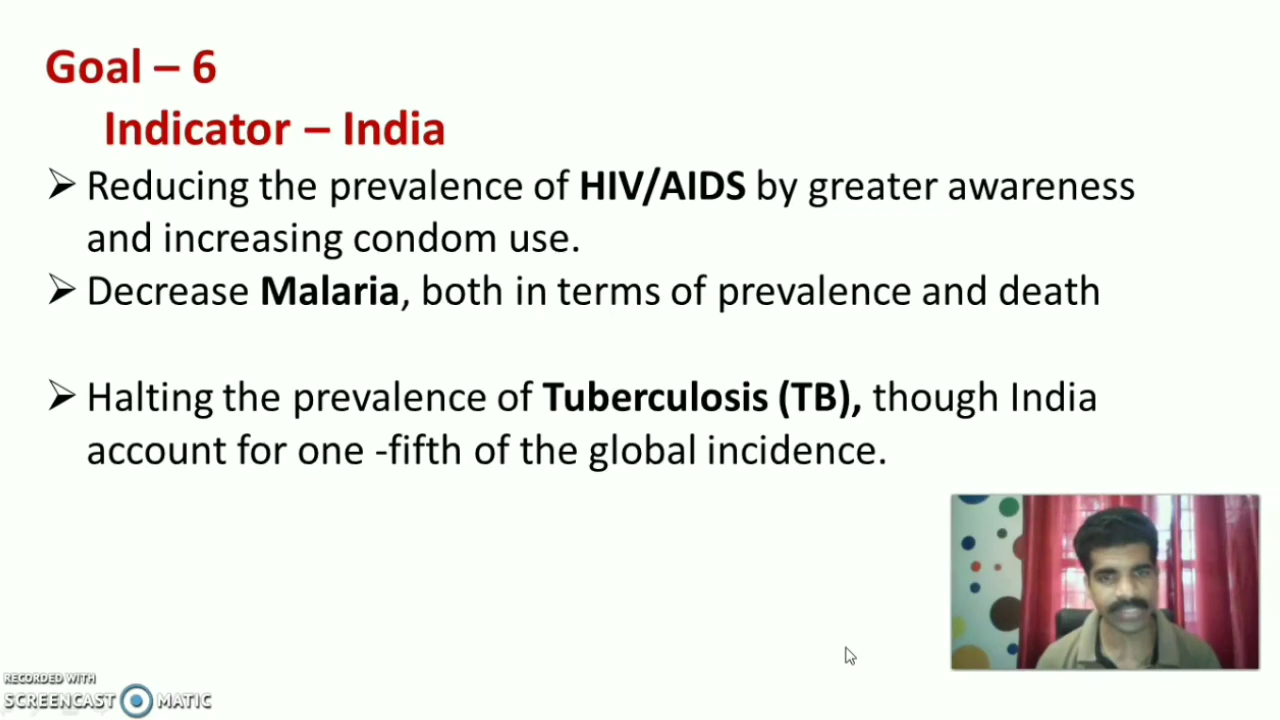 Goal – 6
Indicator – India
➢ Reducing the prevalence of HIV/AIDS by greater awareness
and increasing condom use.
➢ Decrease Malaria, both in terms of prevalence and death
➢ Halting the prevalence of Tuberculosis (TB), though India
account for one -fifth of the global incidence.
RECORDED WITH
SCREENCAST MATIC